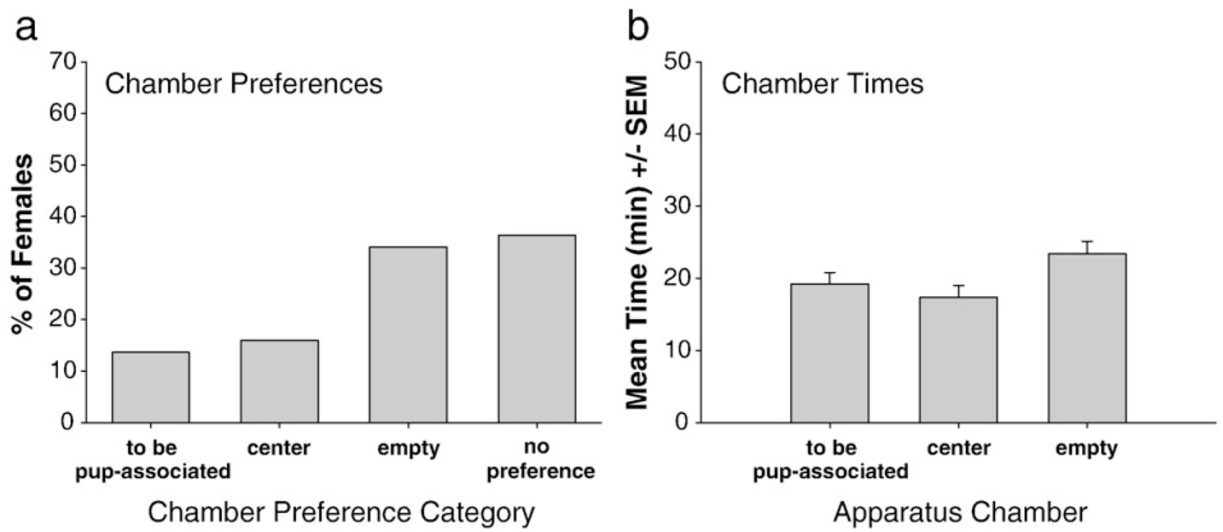 a
70
60
50
40
30
20
10
0
% of Females
Chamber Preferences
to be
pup-associated
center
empty
no
preference
Chamber Preference Category
b
50
40
30
20
10
0
Mean Time (min) +/- SEM
Chamber Times
to be
pup-associated
center
empty
Apparatus Chamber